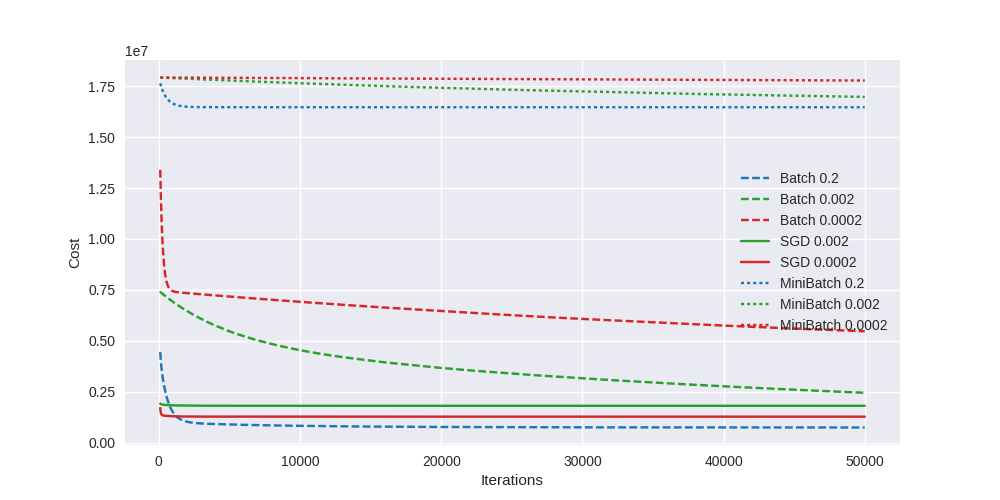 1e7
1.75
1.50
1.25
1.00
0.75
0.50
0.25
0.00
Cost
Batch 0.2
Batch 0.002
Batch 0.0002
SGD 0.002
SGD 0.0002
MiniBatch 0.2
MiniBatch 0.002
MiniBatch 0.0002
0
10000
20000
30000
40000
50000
Iterations